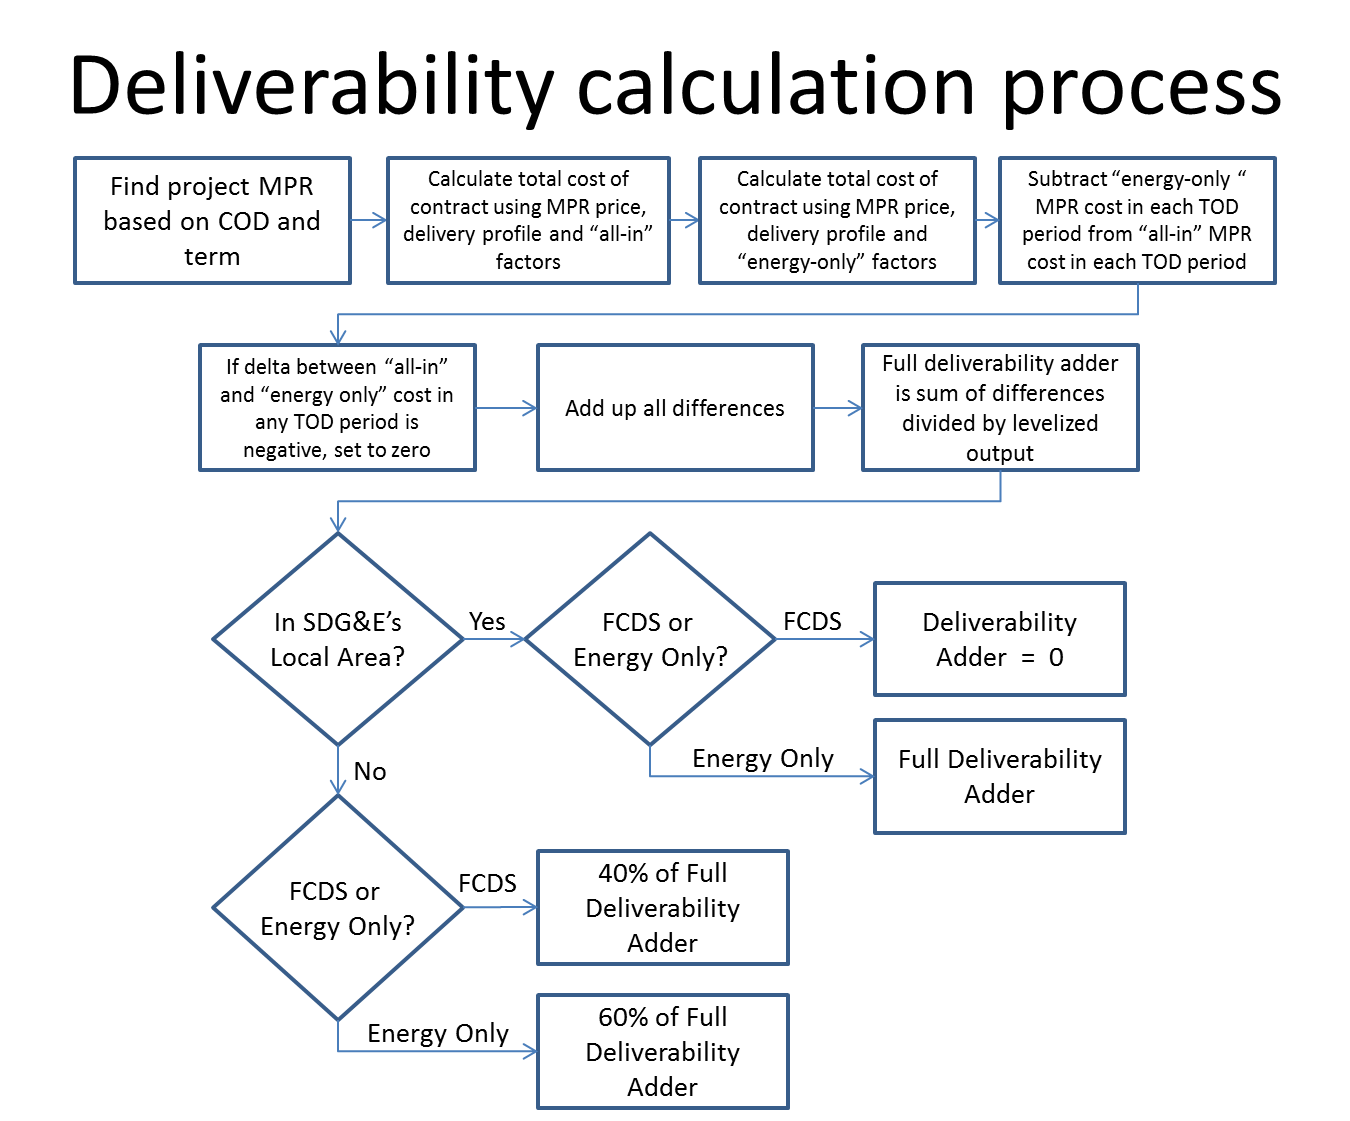 Deliverability calculation process
Find project MPR
based on COD and
term
Calculate total cost of
contract using MPR price,
delivery profile and “all-in”
factors
Calculate total cost of
contract using MPR price,
delivery profile and
“energy-only” factors
Subtract “energy-only “
MPR cost in each TOD
period from “all-in” MPR
cost in each TOD period
If delta between “all-in”
and “energy only” cost in
any TOD period is
negative, set to zero
Add up all differences
Full deliverability adder
is sum of differences
divided by levelized
output
In SDG&E’s
Local Area?
Yes
FCDS or
Energy Only?
FCDS
Deliverability
Adder = 0
Energy Only
Full Deliverability
Adder
No
FCDS or
Energy Only?
FCDS
40% of Full
Deliverability
Adder
Energy Only
60% of Full
Deliverability
Adder